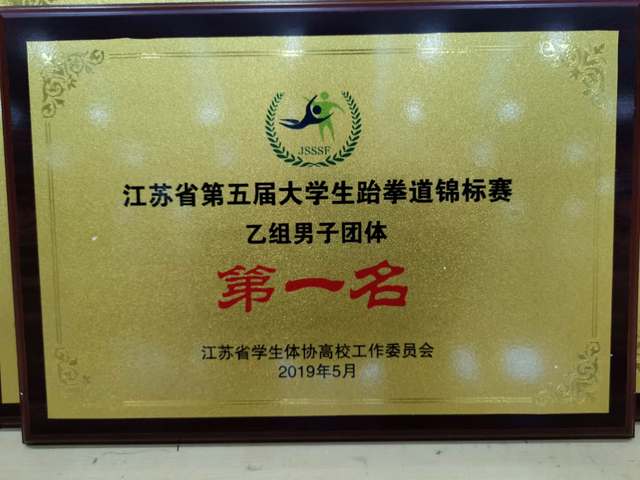 JSSSF
江苏省第五届大学生跆拳道锦标赛
乙组男子团体
第一名
江苏省学生体协高校工作委员会
2019年5月